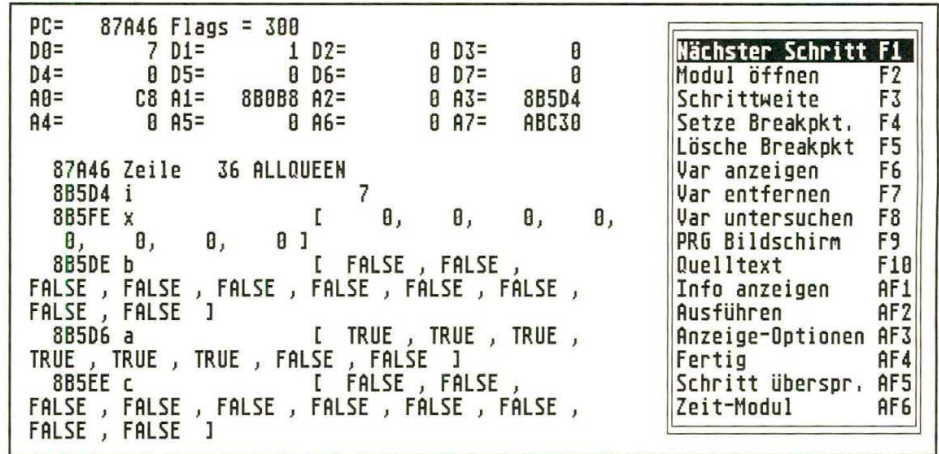 PC=    87A46 Flags = 300
D0=        7 D1=        1 D2=        0 D3=        0
D4=        0 D5=        0 D6=        0 D7=        0
A0=       C8 A1=    8B0B8 A2=        0 A3=    8B5D4
A4=        0 A5=        0 A6=        0 A7=    ABC30
87A46 Zeile   36 ALLQUEEN
8B5D4 i                    7
8B5FE x                [    0,    0,    0,    0,
0,    0,    0,    0 ]
8B5DE b                [  FALSE , FALSE ,
FALSE , FALSE , FALSE , FALSE , FALSE , FALSE ,
FALSE , FALSE  ]
8B5D6 a                [  TRUE , TRUE , TRUE ,
TRUE , TRUE , TRUE , FALSE , FALSE  ]
8B5EE c                [  FALSE , FALSE ,
FALSE , FALSE , FALSE , FALSE , FALSE , FALSE ,
FALSE , FALSE  ]
Nächster Schritt F1
Modul öffnen     F2
Schrittweite     F3
Setze Breakpkt.  F4
Lösche Breakpkt  F5
Var anzeigen     F6
Var entfernen    F7
Var untersuchen  F8
PRG Bildschirm   F9
Quelltext        F10
Info anzeigen    AF1
Ausführen        AF2
Anzeige-Optionen AF3
Fertig           AF4
Schritt überspr. AF5
Zeit-Modul       AF6